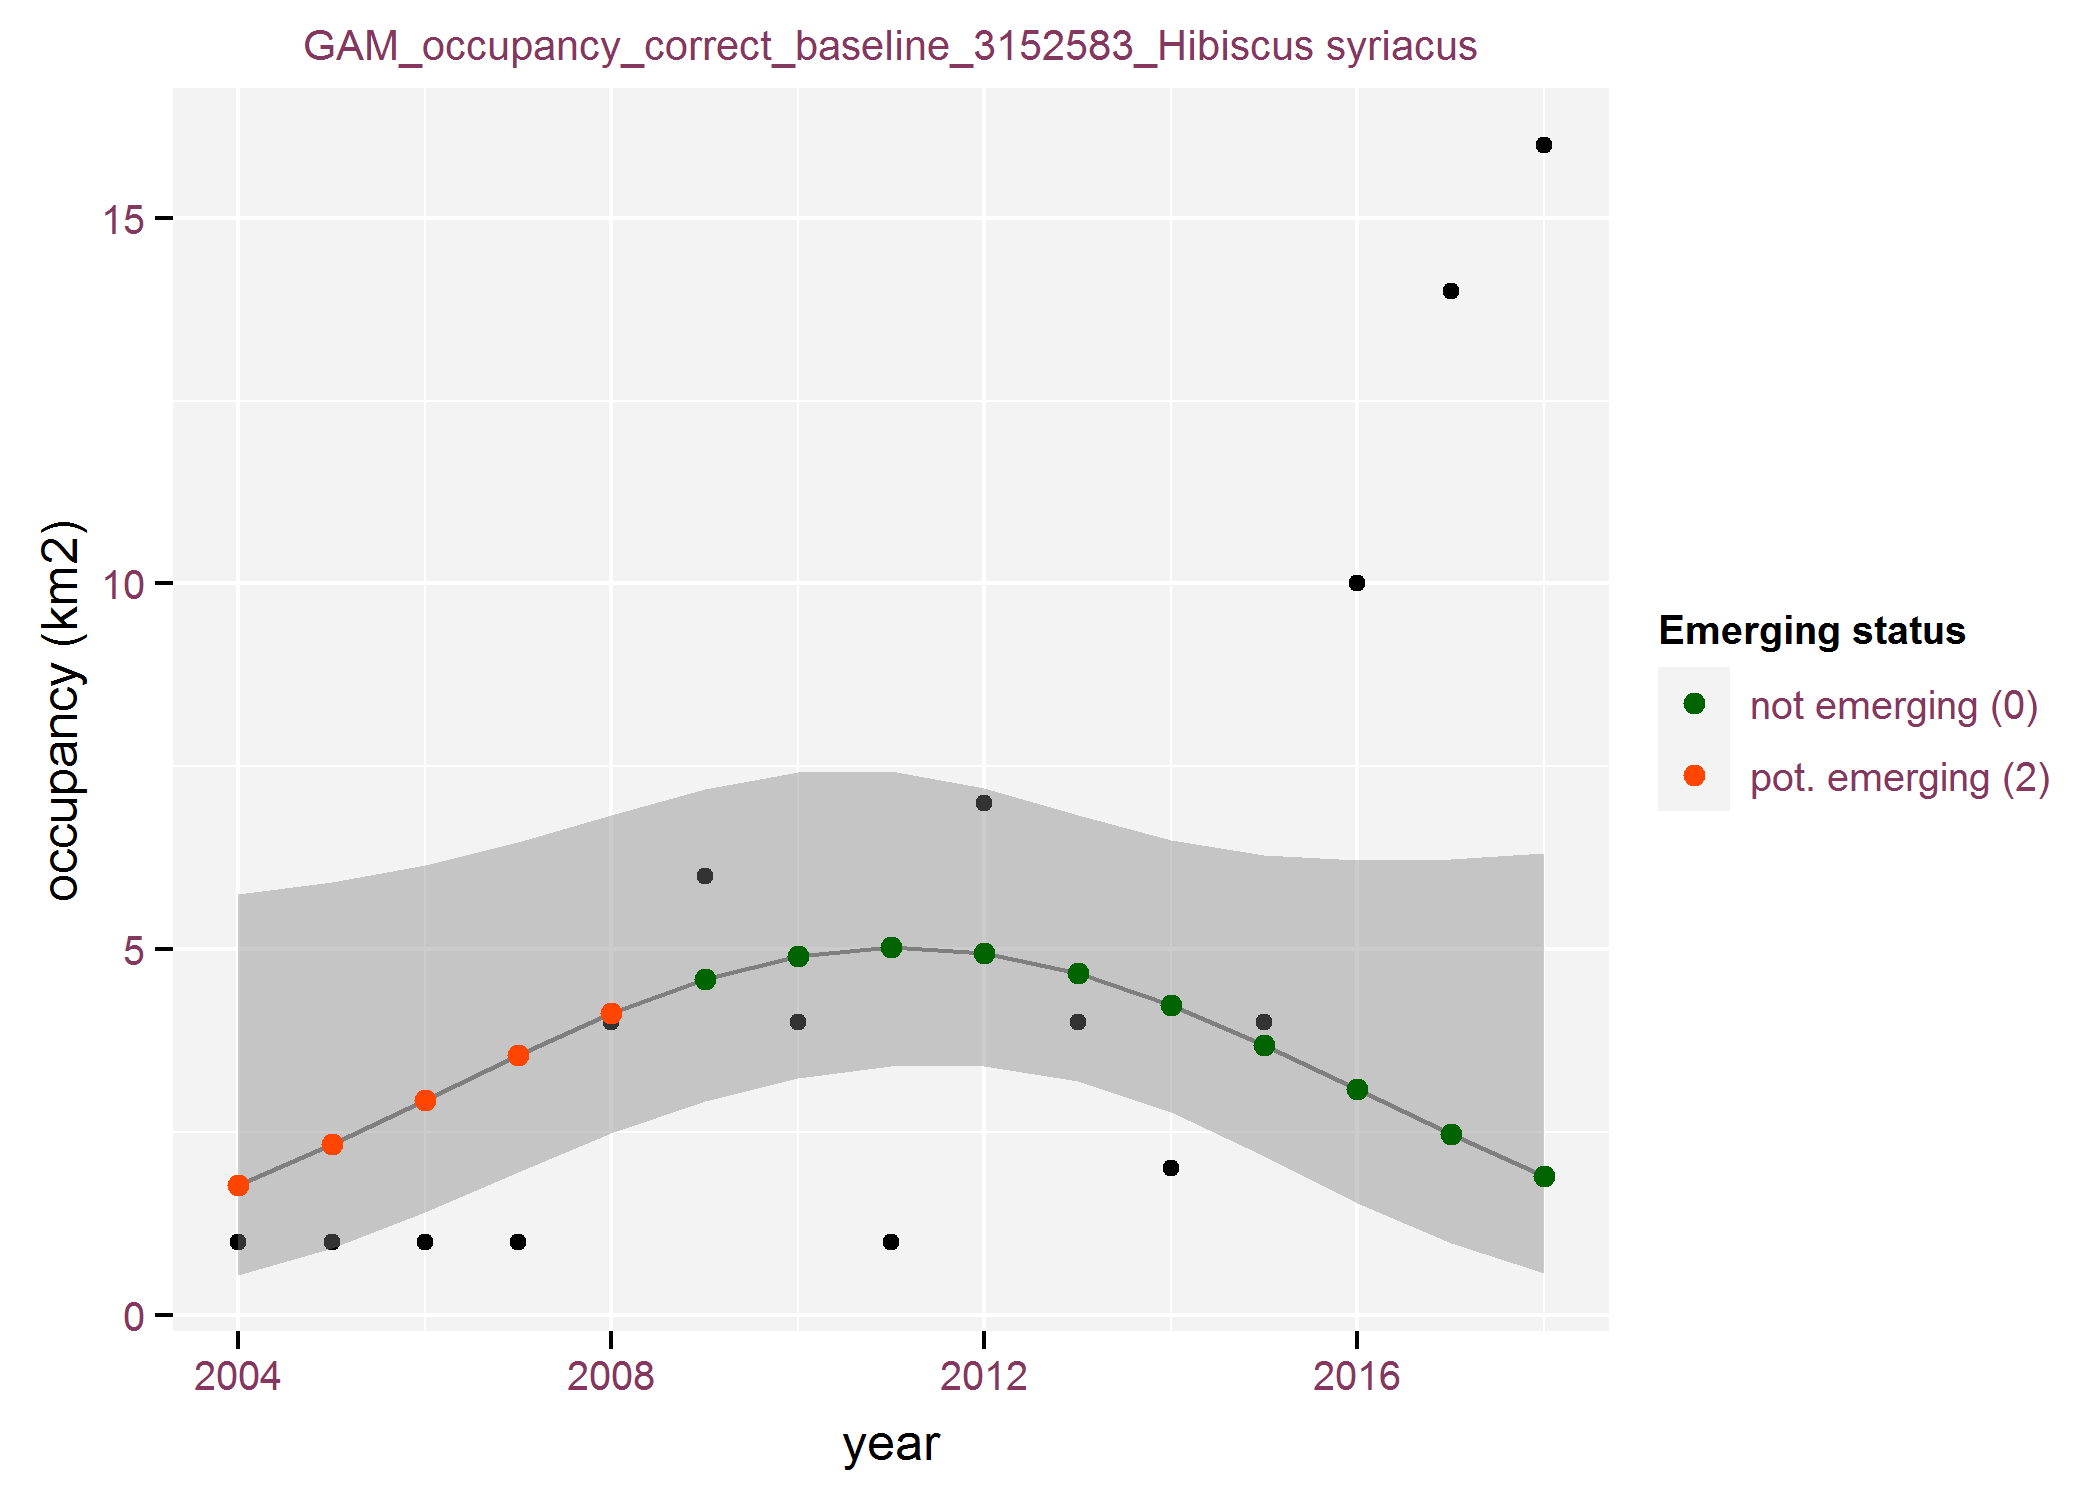 GAM_occupancy_correct_baseline_3152583_Hibiscus syriacus
15
10
5
0
occupancy (km2)
2004 2008 2012 2016
year
Emerging status
not emerging (0)
pot. emerging (2)